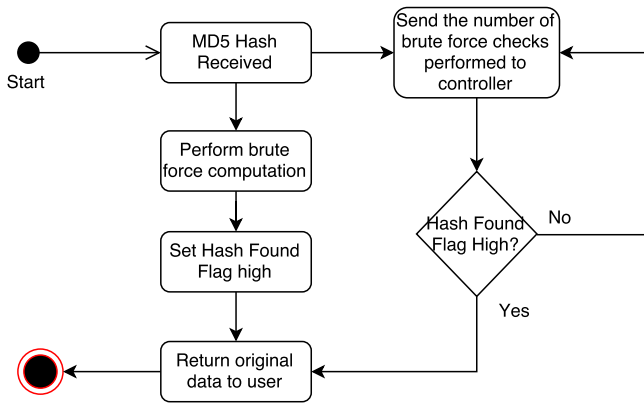 Start
MD5 Hash
Received
Send the number of
brute force checks
performed to
controller
Perform brute
force computation
Set Hash Found
Flag high
Return original
data to user
Hash Found
Flag High?
No
Yes